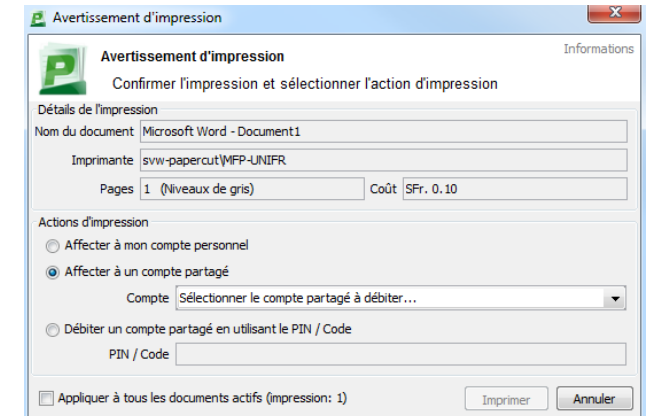 Avertissement d'impression
Avertissement d'impression
Informations
Confirmer l'impression et sélectionner l'action d'impression
Détails de l'impression
Nom du document Microsoft Word - Document1
Imprimante svw-papercut\MFP-UNIFR
Pages 1 (Niveaux de gris) Coût SFr. 0.10
Actions d'impression
Affecter à mon compte personnel
Affecter à un compte partagé
Compte Sélectionner le compte partagé à débiter...
Débiter un compte partagé en utilisant le PIN / Code
PIN / Code
Appliquer à tous les documents actifs (impression: 1) Imprimer Annuler